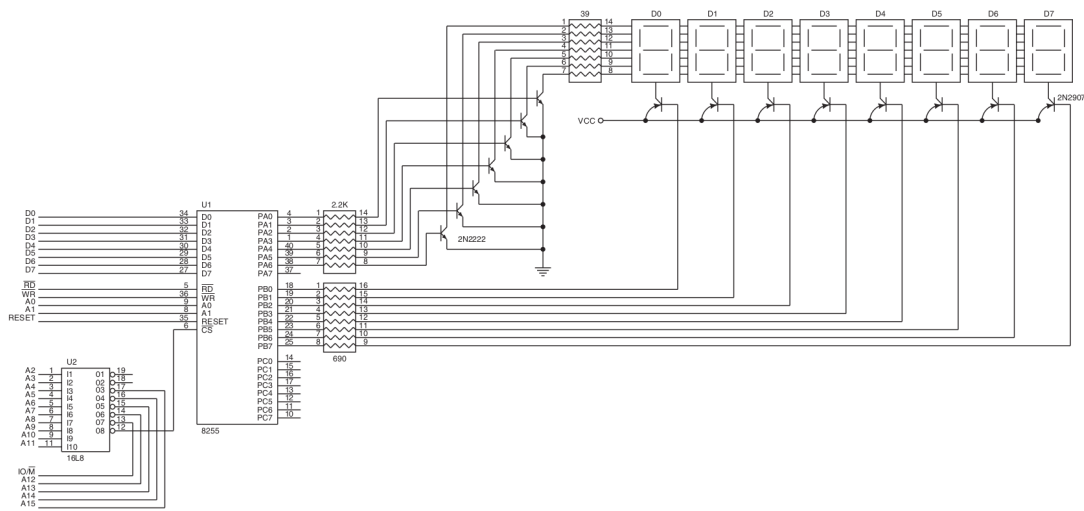 39
D0 D1 D2 D3 D4 D5 D6 D7
1 14
2 13
3 12
4 11
5 10
6 9
7 8
2N2907
VCC
2N2222
U1
2.2K
D0 34 D0 PA0 4 1 14
D1 33 D1 PA1 3 2 13
D2 32 D2 PA2 2 3 12
D3 31 D3 PA3 1 4 11
D4 30 D4 PA4 40 5 10
D5 29 D5 PA5 39 6 9
D6 28 D6 PA6 38 7 8
D7 27 D7 PA7 37
RD 5 RD PB0 18 1 16
WR 36 WR PB1 19 2 15
A0 9 A0 PB2 20 3 14
A1 8 A1 PB3 21 4 13
RESET 35 RESET PB4 22 5 12
6 CS PB5 23 6 11
PB6 24 7 10
PB7 25 8 9
690
PC0 14
PC1 15
PC2 16
PC3 17
PC4 13
PC5 12
PC6 11
PC7 10
8255
U2
A2 1 I1 01 19
A3 2 I2 02 18
A4 3 I3 03 17
A5 4 I4 04 16
A6 5 I5 05 15
A7 6 I6 06 14
A8 7 I7 07 13
A9 8 I8 08 12
A10 9 I9
A11 11 I10
16L8
IO/M
A12
A13
A14
A15